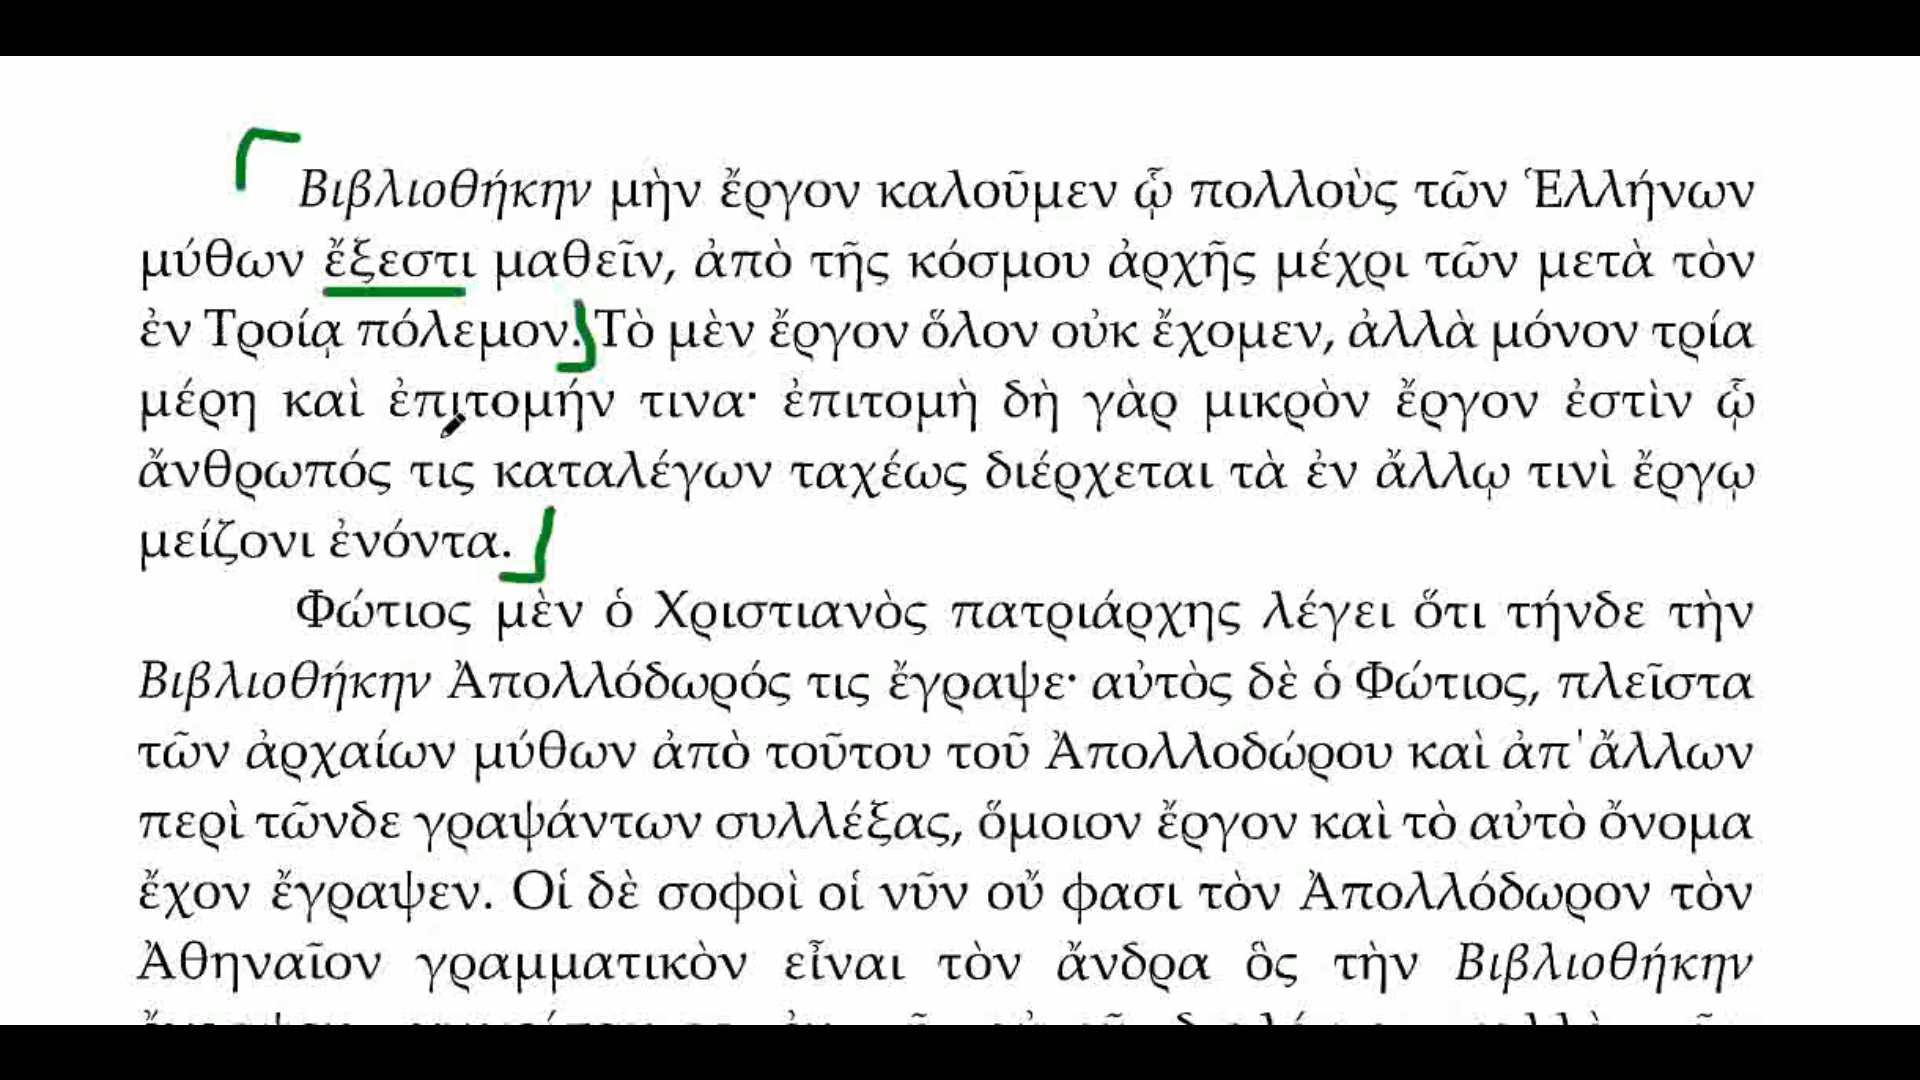 Βιβλιοθήκην μὴν ἔργον καλοῦμεν ᾧ πολλοὺς τῶν Ἑλλήνων
μύθων ἔξεστι μαθεῖν, ἀπὸ τῆς κόσμου ἀρχῆς μέχρι τῶν μετὰ τὸν
ἐν Τροίᾳ πόλεμον. Τὸ μὲν ἔργον ὅλον οὐκ ἔχομεν, ἀλλὰ μόνον τρία
μέρη καὶ ἐπιτομήν τινα· ἐπιτομὴ δὴ γὰρ μικρὸν ἔργον ἐστὶν ᾧ
ἄνθρωπός τις καταλέγων ταχέως διέρχεται τὰ ἐν ἄλλῳ τινὶ ἔργῳ
μείζονι ἐνόντα.
Φώτιος μὲν ὁ Χριστιανὸς πατριάρχης λέγει ὅτι τήνδε τὴν
Βιβλιοθήκην Ἀπολλόδωρός τις ἔγραψε· αὐτὸς δὲ ὁ Φώτιος, πλεῖστα
τῶν ἀρχαίων μύθων ἀπὸ τοῦτου τοῦ Ἀπολλοδώρου καὶ ἀπ'ἄλλων
περὶ τῶνδε γραψάντων συλλέξας, ὅμοιον ἔργον καὶ τὸ αὐτὸ ὄνομα
ἔχον ἔγραψεν. Οἱ δὲ σοφοὶ οἱ νῦν οὔ φασι τὸν Ἀπολλόδωρον τὸν
Ἀθηναῖον γραμματικὸν εἶναι τὸν ἄνδρα ὃς τὴν Βιβλιοθήκην